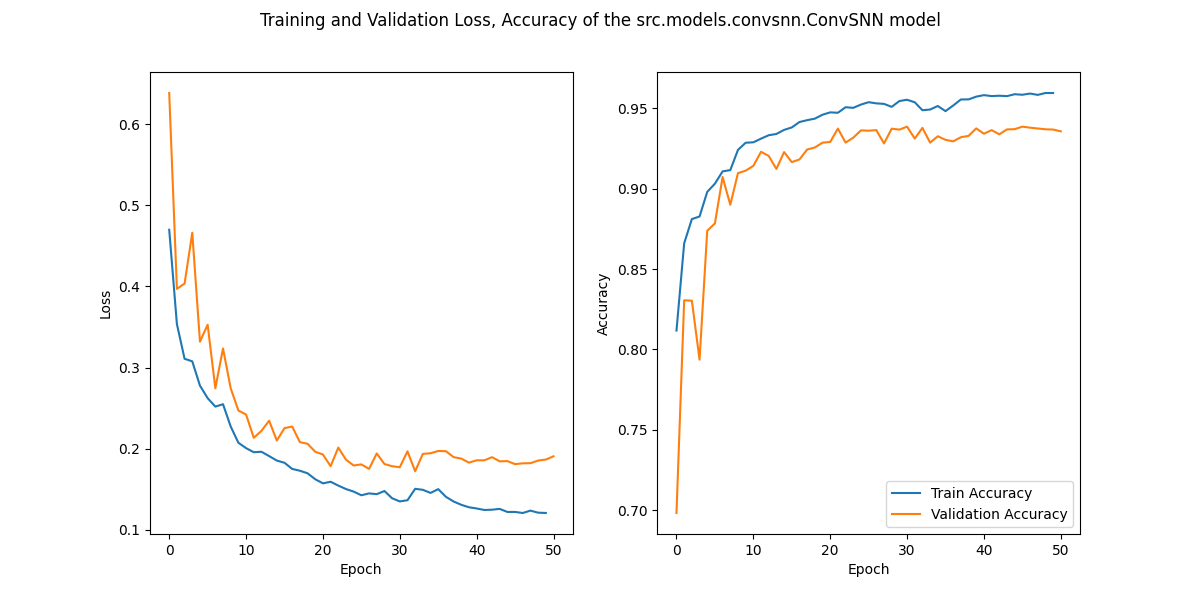 Training and Validation Loss, Accuracy of the src.models.convsnn.ConvSNN model
0.6
0.5
0.4
0.3
0.2
0.1
Loss
0 10 20 30 40 50
Epoch
0.95
0.90
0.85
0.80
0.75
0.70
Accuracy
Train Accuracy
Validation Accuracy
0 10 20 30 40 50
Epoch